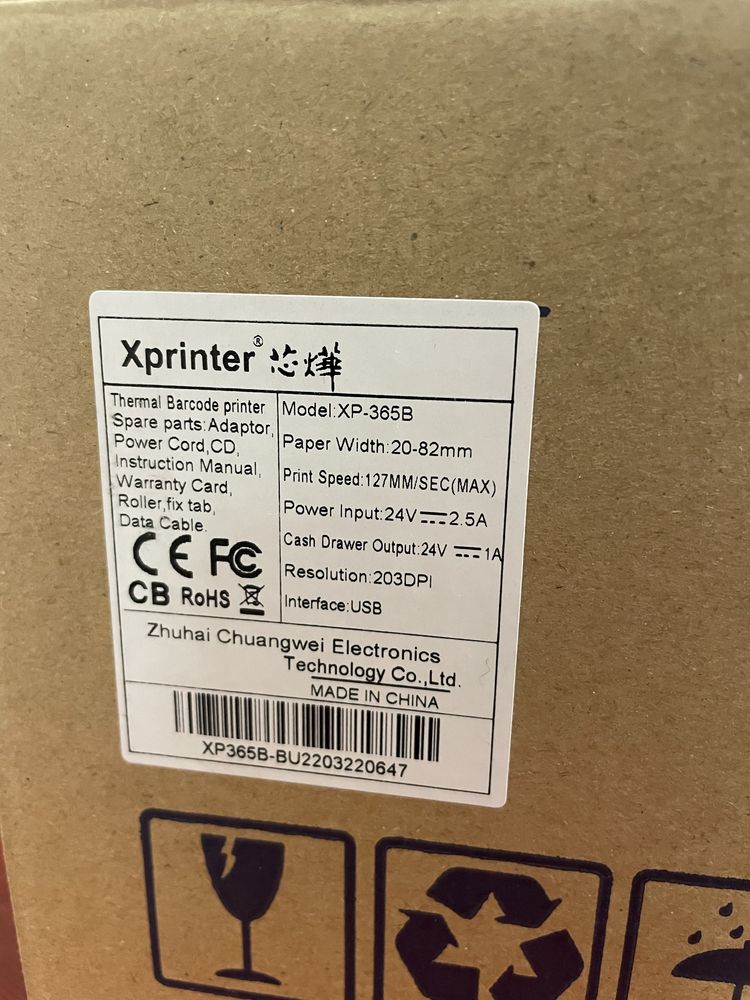 Xprinter® 芯烨
Thermal Barcode printer
Spare parts:Adaptor,
Power Cord,CD,
Instruction Manual,
Warranty Card,
Roller,fix tab,
Data Cable.
CE FC
CB RoHS
Model:XP-365B
Paper Width:20-82mm
Print Speed:127MM/SEC(MAX)
Power Input:24V⎓2.5A
Cash Drawer Output:24V ⎓1A
Resolution:203DPI
Interface:USB
Zhuhai Chuangwei Electronics
Technology Co.,Ltd.
MADE IN CHINA
XP365B-BU2203220647